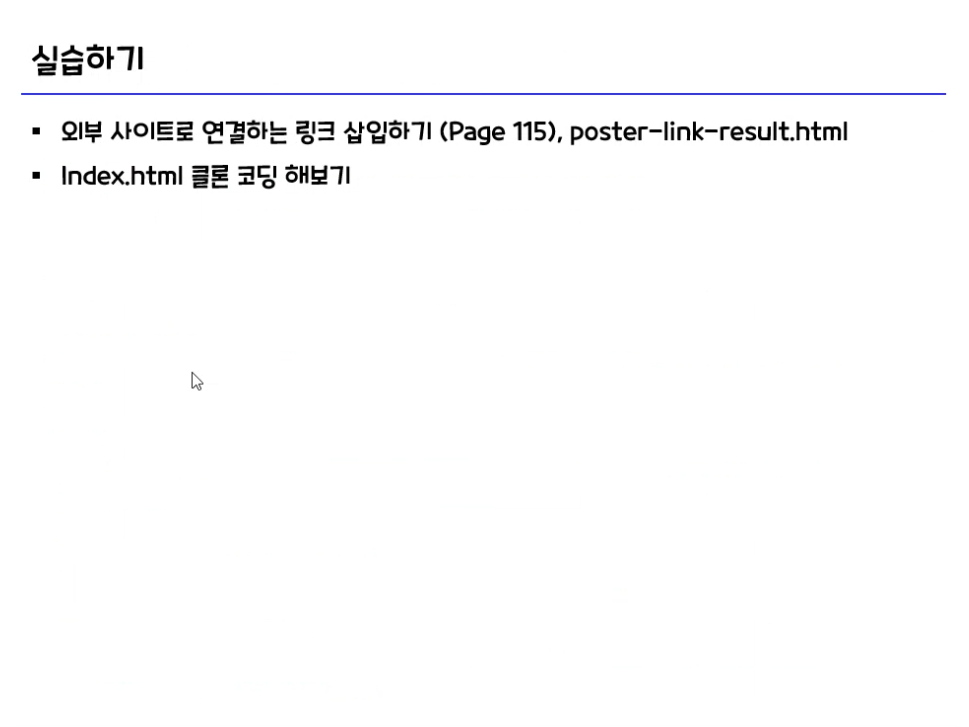 실습하기
▪ 외부 사이트로 연결하는 링크 삽입하기 (Page 115), poster-link-result.html
▪ Index.html 클론 코딩 해보기